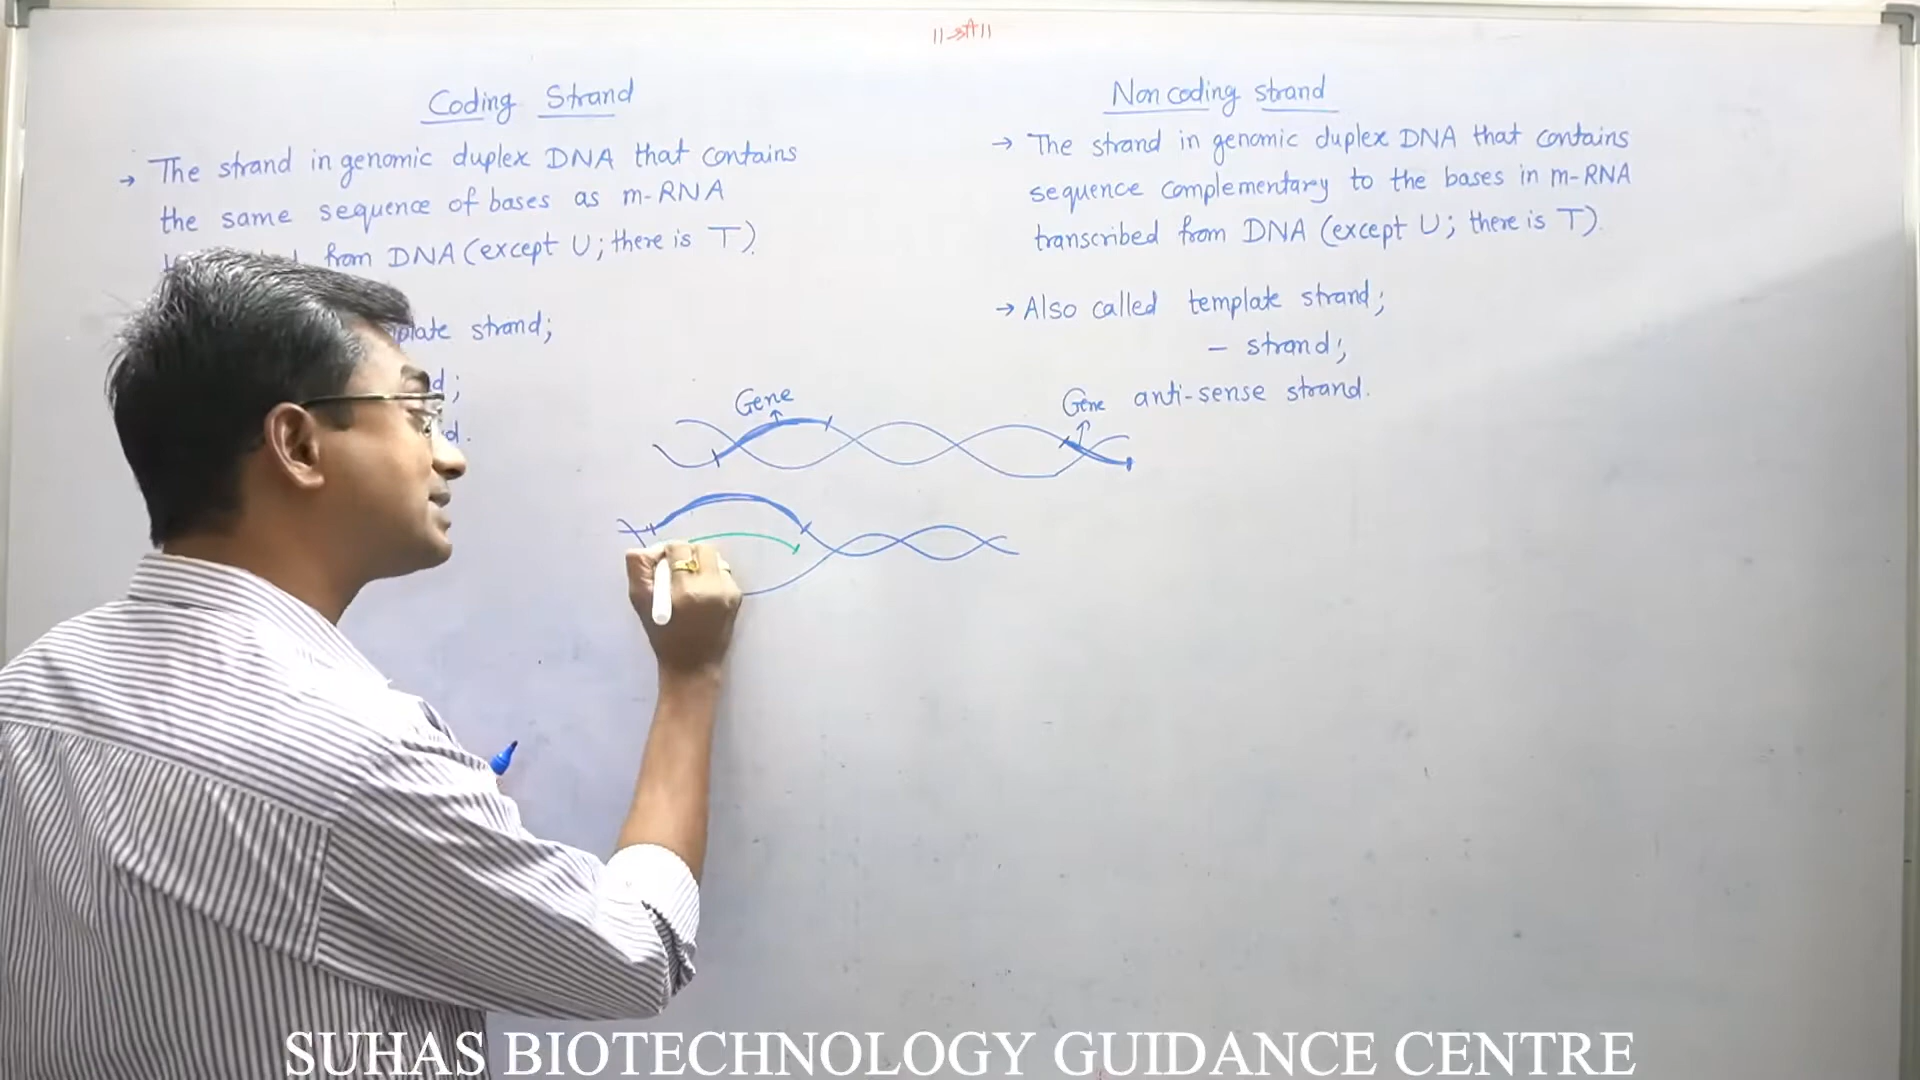 ॥श्री॥
Coding Strand
→ The strand in genomic duplex DNA that contains
the same sequence of bases as m-RNA
from DNA (except U; there is T).
plate strand;
d;
d.
Non coding strand
→ The strand in genomic duplex DNA that contains
sequence complementary to the bases in m-RNA
transcribed from DNA (except U; there is T).
→ Also called template strand;
– strand;
anti-sense strand.
Gene
Gene
SUHAS BIOTECHNOLOGY GUIDANCE CENTRE